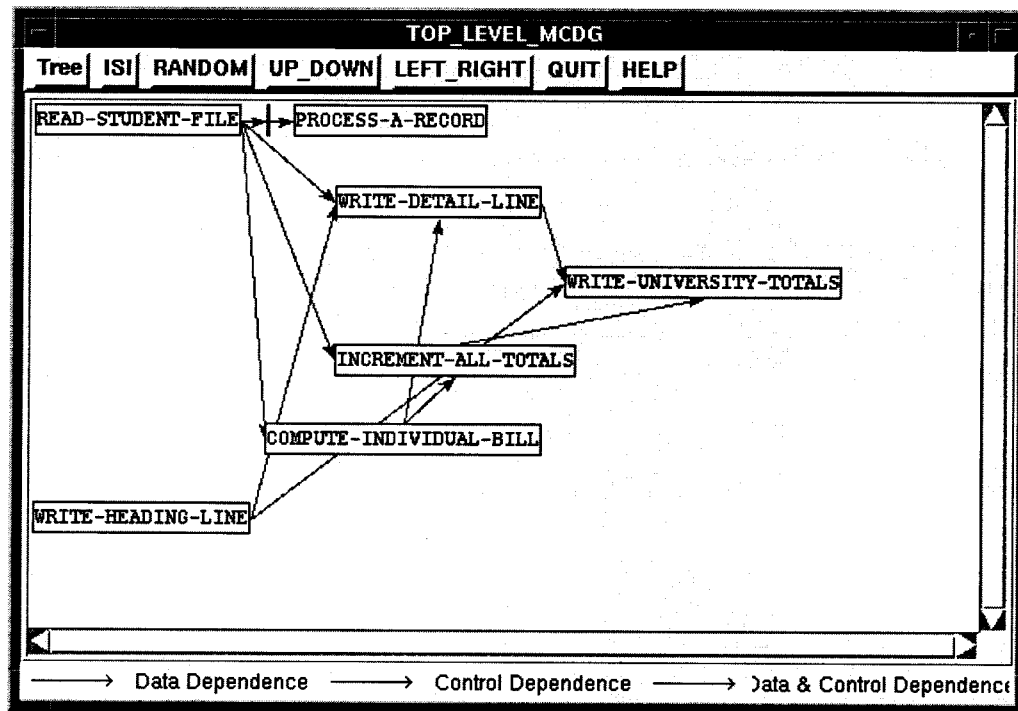 TOP_LEVEL_MCDG
Tree ISI RANDOM UP_DOWN LEFT_RIGHT QUIT HELP
READ-STUDENT-FILE PROCESS-A-RECORD
WRITE-DETAIL-LINE
WRITE-UNIVERSITY-TOTALS
INCREMENT-ALL-TOTALS
COMPUTE-INDIVIDUAL-BILL
WRITE-HEADING-LINE
Data Dependence Control Dependence Data & Control Dependence